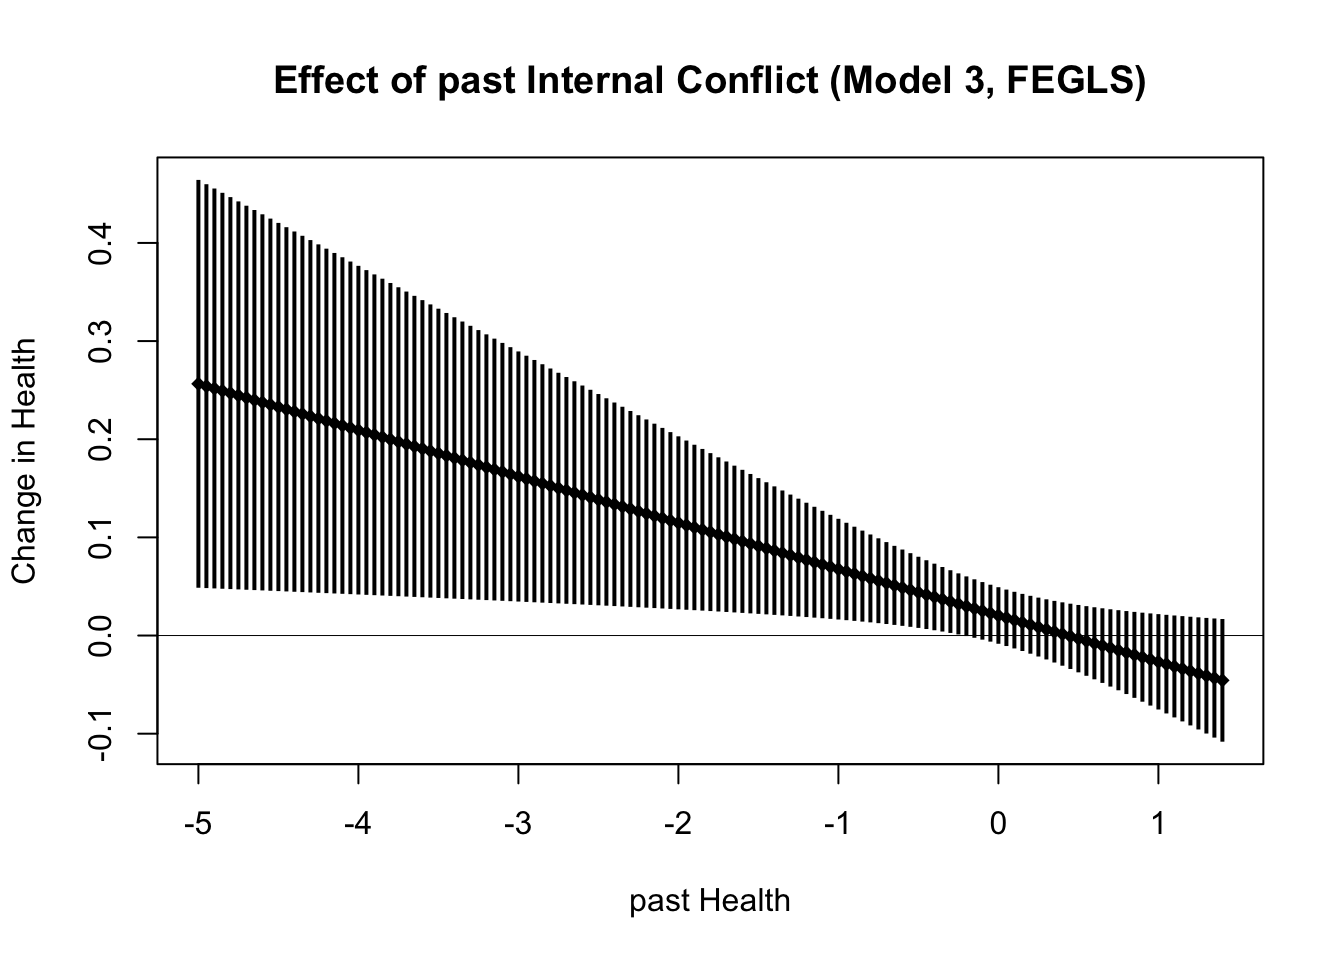 Effect of past Internal Conflict (Model 3, FEGLS)
Change in Health
0.4
0.3
0.2
0.1
0.0
-0.1
-5 -4 -3 -2 -1 0 1
past Health